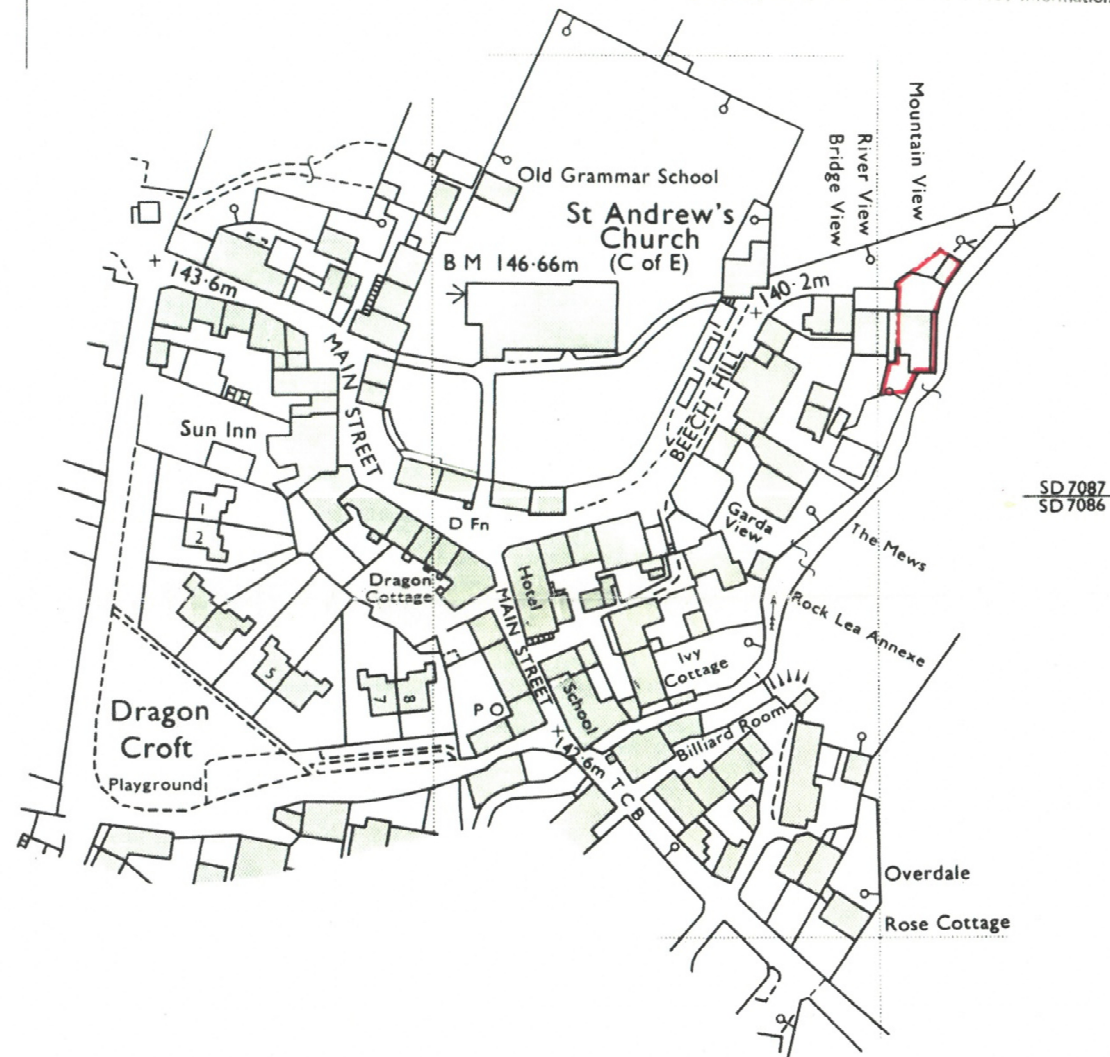 Mountain View
River View
Bridge View
Old Grammar School
St Andrew's
Church
(C of E)
B M 146·66m
143·6m
140·2m
MAIN STREET
BEECH HILL
Sun Inn
SD 7087
SD 7086
D Fn
Garda
View
The Mews
1
2
Dragon
Cottage
Hotel
MAIN STREET
Rock Lea Annexe
Ivy
Cottage
5
7
8
P O
School
Dragon
Croft
Billiard Room
142·6m
T C B
Playground
Overdale
Rose Cottage